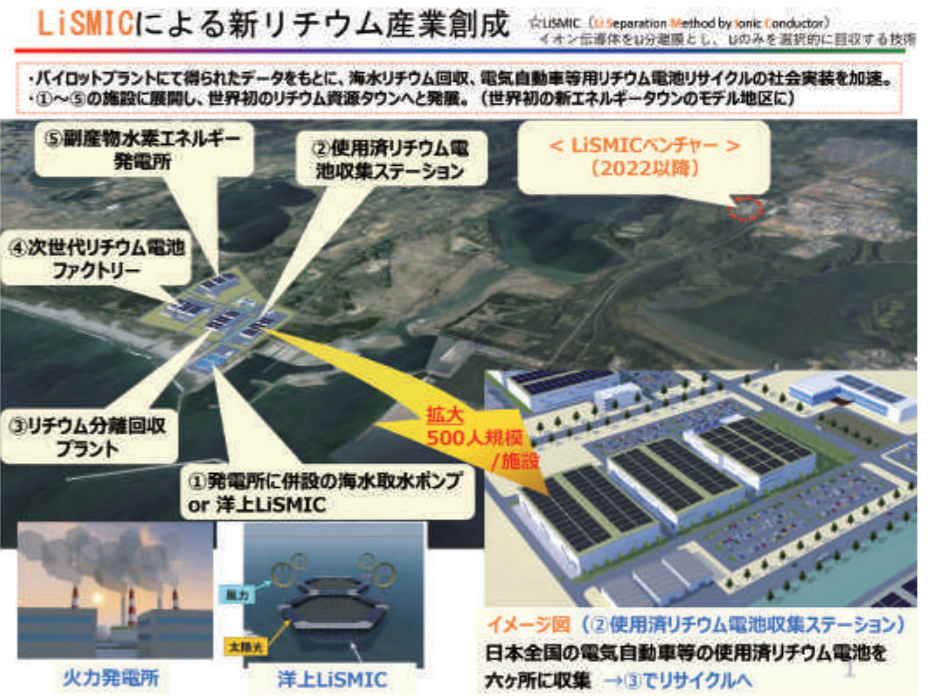 LiSMICによる新リチウム産業創成
☆LiSMIC（Li Separation Method by Ionic Conductor）
イオン伝導体をLi分離膜とし、Liのみを選択的に回収する技術
・パイロットプラントにて得られたデータをもとに、海水リチウム回収、電気自動車等用リチウム電池リサイクルの社会実装を加速。
・①～⑤の施設に展開し、世界初のリチウム資源タウンへと発展。（世界初の新エネルギータウンのモデル地区に）
⑤副産物水素エネルギー
発電所
②使用済リチウム電
池収集ステーション
< LiSMICベンチャー >
（2022以降）
④次世代リチウム電池
ファクトリー
③リチウム分離回収
プラント
拡大
500人規模
/施設
①発電所に併設の海水取水ポンプ
or 洋上LiSMIC
風力
太陽光
火力発電所
洋上LiSMIC
イメージ図（②使用済リチウム電池収集ステーション）
日本全国の電気自動車等の使用済リチウム電池を
六ヶ所に収集 →③でリサイクルへ
1